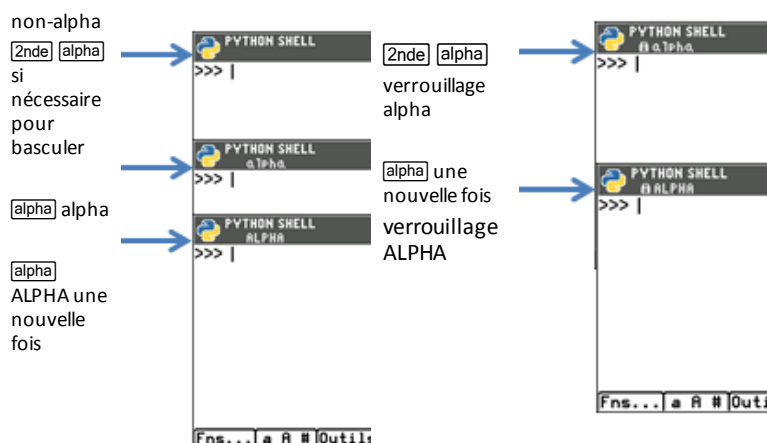 non-alpha
2nde alpha
si
nécessaire
pour
basculer
alpha alpha
alpha
ALPHA une
nouvelle
fois
PYTHON SHELL
>>> |
PYTHON SHELL
alpha
>>> |
PYTHON SHELL
ALPHA
>>> |
Fns... a A # Outils
2nde alpha
verrouillage
alpha
alpha une
nouvelle fois
verrouillage
ALPHA
PYTHON SHELL
alpha
>>> |
PYTHON SHELL
ALPHA
>>> |
Fns... a A # Outi